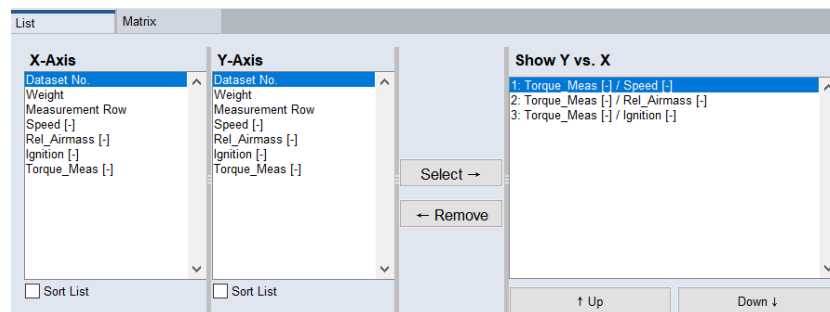 List
Matrix
X-Axis
Dataset No.
Weight
Measurement Row
Speed [-]
Rel_Airmass [-]
Ignition [-]
Torque_Meas [-]
Sort List
Y-Axis
Dataset No.
Weight
Measurement Row
Speed [-]
Rel_Airmass [-]
Ignition [-]
Torque_Meas [-]
Sort List
Select →
← Remove
Show Y vs. X
1: Torque_Meas [-] / Speed [-]
2: Torque_Meas [-] / Rel_Airmass [-]
3: Torque_Meas [-] / Ignition [-]
↑ Up
Down ↓